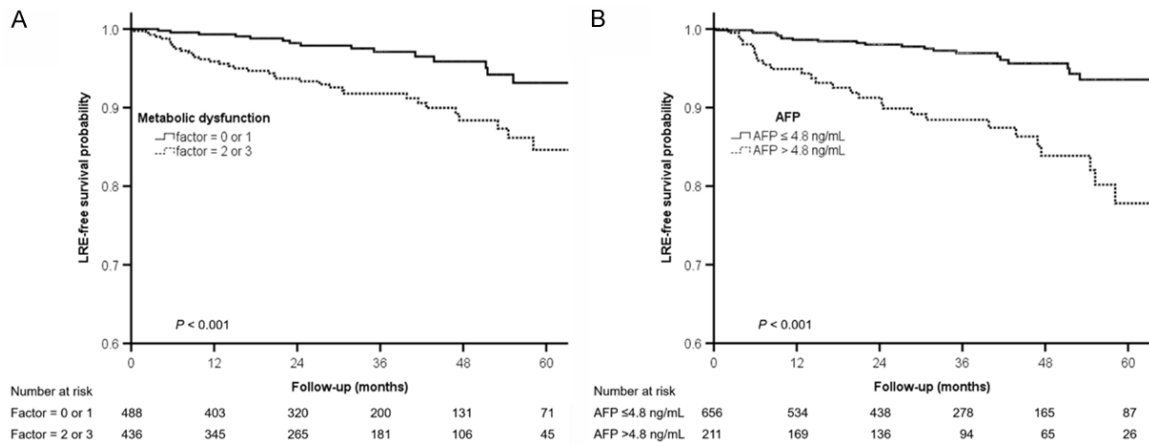 A
LRE-free survival probability
1.0
0.9
0.8
0.7
0.6
Metabolic dysfunction
factor = 0 or 1
factor = 2 or 3
P < 0.001
0 12 24 36 48 60
Follow-up (months)
Number at risk
Factor = 0 or 1 488 403 320 200 131 71
Factor = 2 or 3 436 345 265 181 106 45
B
LRE-free survival probability
1.0
0.9
0.8
0.7
0.6
AFP
AFP ≤ 4.8 ng/mL
AFP > 4.8 ng/mL
P < 0.001
0 12 24 36 48 60
Follow-up (months)
Number at risk
AFP ≤4.8 ng/mL 656 534 438 278 165 87
AFP >4.8 ng/mL 211 169 136 94 65 26